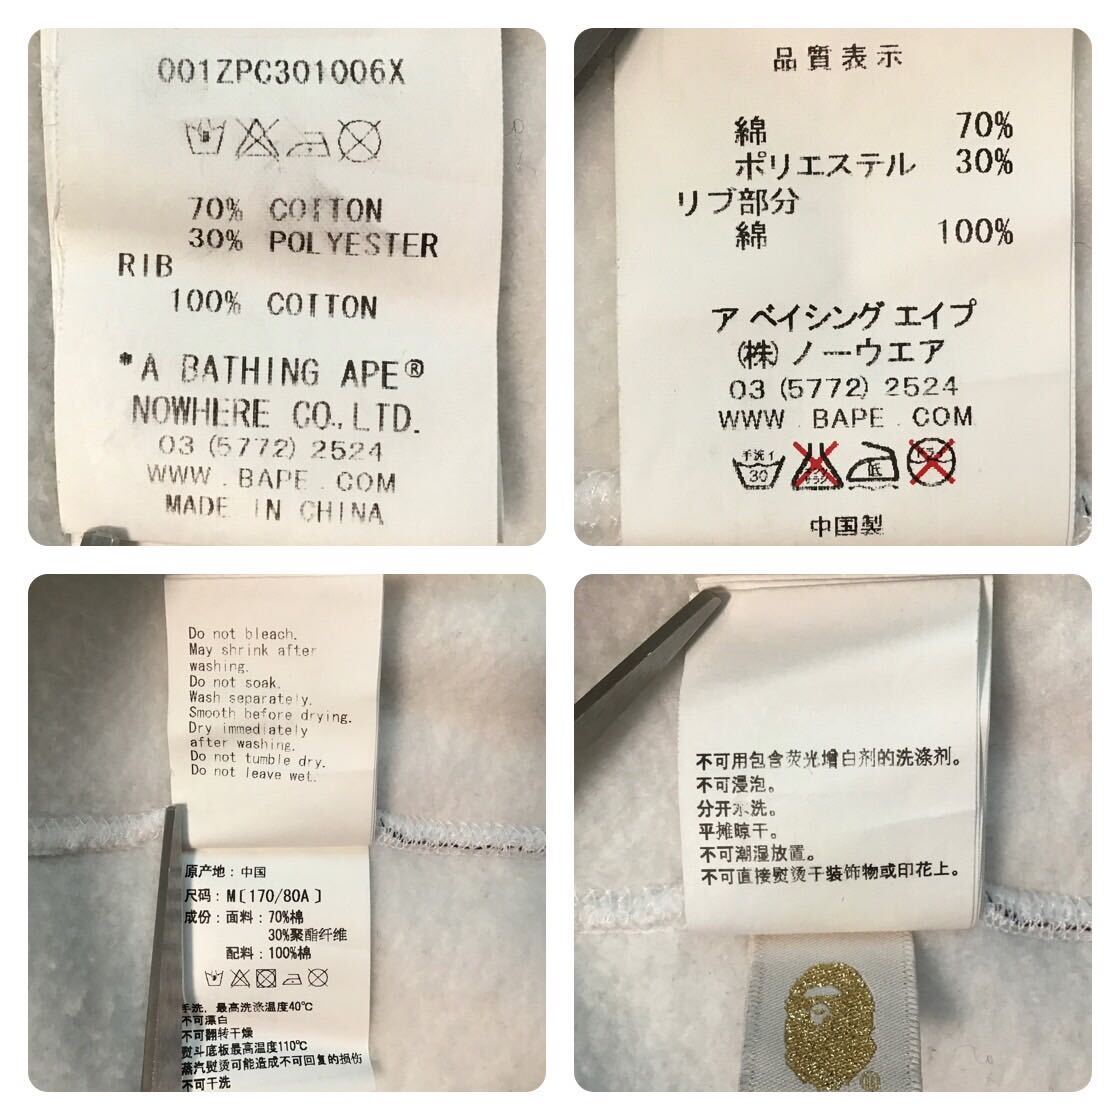 001ZPC301006X
70% COTTON
30% POLYESTER
RIB
100% COTTON
*A BATHING APE®
NOWHERE CO., LTD.
03 (5772) 2524
WWW . BAPE . COM
MADE IN CHINA
品質表示
綿 70%
ポリエステル 30%
リブ部分
綿 100%
ア ベイシング エイプ
(株) ノーウエア
03 (5772) 2524
WWW . BAPE . COM
手洗イ 30 低
中国製
Do not bleach.
May shrink after
washing.
Do not soak.
Wash separately.
Smooth before drying.
Dry immediately
after washing.
Do not tumble dry.
Do not leave wet.
原产地：中国
尺码：M〔170/80A〕
成份：面料：70%棉
30%聚酯纤维
配料：100%棉
手洗，最高洗涤温度40℃
不可漂白
不可翻转干燥
熨斗底板最高温度110℃
蒸汽熨烫可能造成不可回复的损伤
不可干洗
不可用包含荧光增白剂的洗涤剂。
不可浸泡。
分开水洗。
平摊晾干。
不可潮湿放置。
不可直接熨烫于装饰物或印花上。